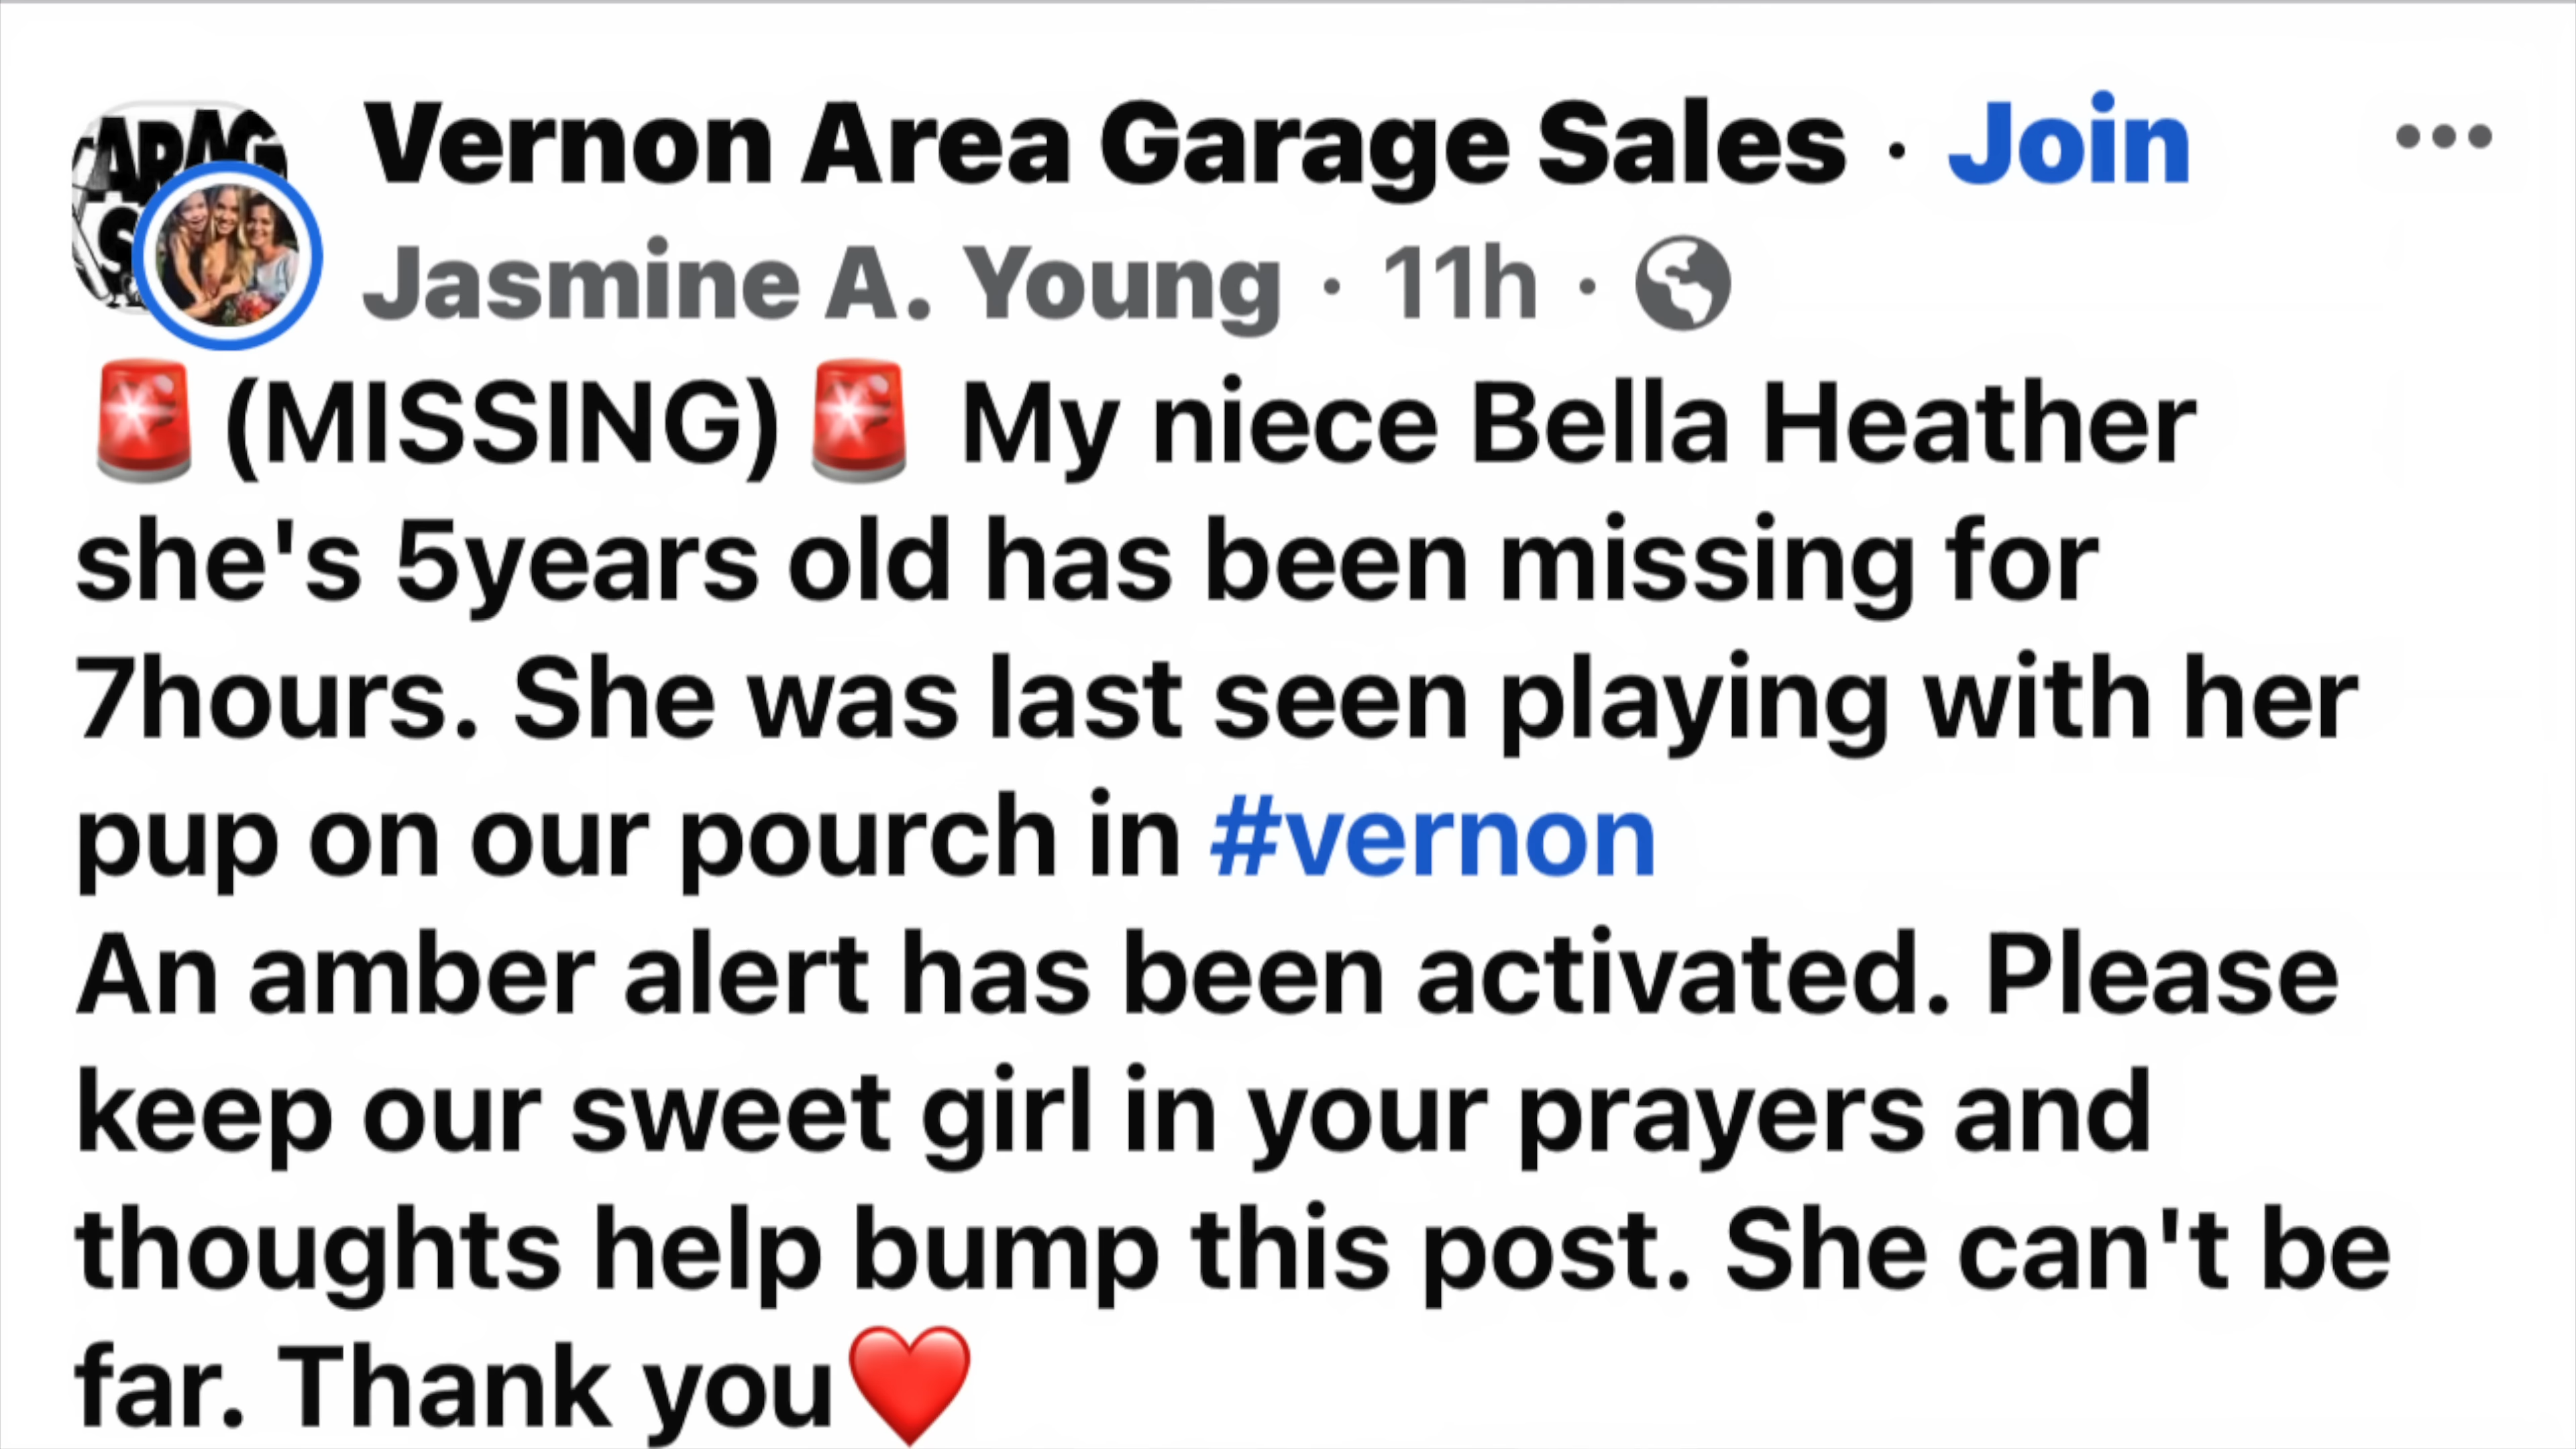 Vernon Area Garage Sales · Join
Jasmine A. Young · 11h ·
🚨(MISSING)🚨 My niece Bella Heather
she's 5years old has been missing for
7hours. She was last seen playing with her
pup on our pourch in #vernon
An amber alert has been activated. Please
keep our sweet girl in your prayers and
thoughts help bump this post. She can't be
far. Thank you❤️